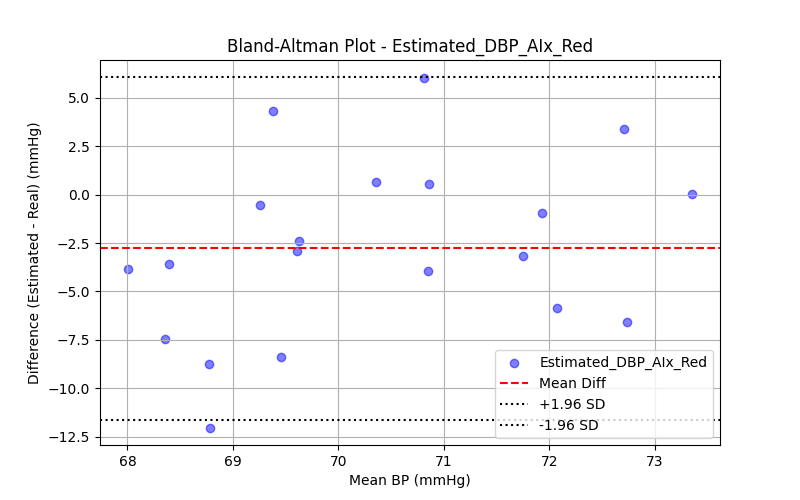 Bland-Altman Plot - Estimated_DBP_AIx_Red
Difference (Estimated - Real) (mmHg)
5.0
2.5
0.0
−2.5
−5.0
−7.5
−10.0
−12.5
Estimated_DBP_AIx_Red
Mean Diff
+1.96 SD
-1.96 SD
68 69 70 71 72 73
Mean BP (mmHg)